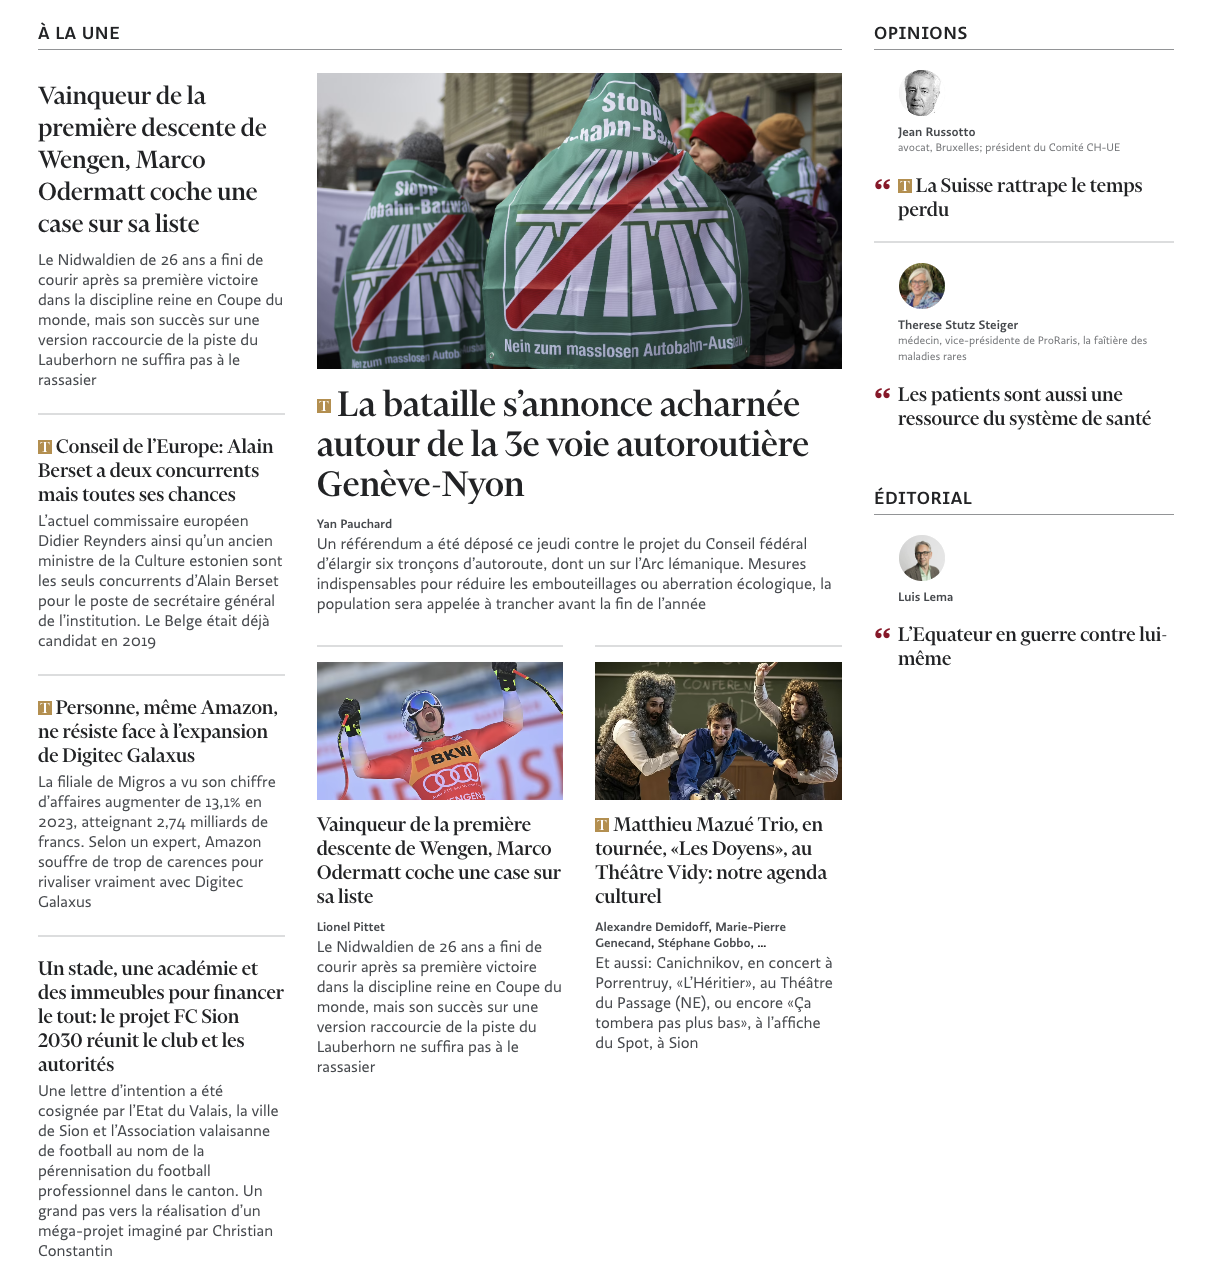 À LA UNE
Vainqueur de la
première descente de
Wengen, Marco
Odermatt coche une
case sur sa liste
Le Nidwaldien de 26 ans a fini de
courir après sa première victoire
dans la discipline reine en Coupe du
monde, mais son succès sur une
version raccourcie de la piste du
Lauberhorn ne suffira pas à le
rassasier
T Conseil de l’Europe: Alain
Berset a deux concurrents
mais toutes ses chances
L’actuel commissaire européen
Didier Reynders ainsi qu’un ancien
ministre de la Culture estonien sont
les seuls concurrents d’Alain Berset
pour le poste de secrétaire général
de l’institution. Le Belge était déjà
candidat en 2019
T Personne, même Amazon,
ne résiste face à l’expansion
de Digitec Galaxus
La filiale de Migros a vu son chiffre
d’affaires augmenter de 13,1% en
2023, atteignant 2,74 milliards de
francs. Selon un expert, Amazon
souffre de trop de carences pour
rivaliser vraiment avec Digitec
Galaxus
Un stade, une académie et
des immeubles pour financer
le tout: le projet FC Sion
2030 réunit le club et les
autorités
Une lettre d’intention a été
cosignée par l’Etat du Valais, la ville
de Sion et l’Association valaisanne
de football au nom de la
pérennisation du football
professionnel dans le canton. Un
grand pas vers la réalisation d’un
méga-projet imaginé par Christian
Constantin
Stopp
Nein zum masslosen Autobahn-Ausbau
Stopp
T La bataille s’annonce acharnée
autour de la 3e voie autoroutière
Genève-Nyon
Yan Pauchard
Un référendum a été déposé ce jeudi contre le projet du Conseil fédéral
d’élargir six tronçons d’autoroute, dont un sur l’Arc lémanique. Mesures
indispensables pour réduire les embouteillages ou aberration écologique, la
population sera appelée à trancher avant la fin de l’année
BKW
Vainqueur de la première
descente de Wengen, Marco
Odermatt coche une case sur
sa liste
Lionel Pittet
Le Nidwaldien de 26 ans a fini de
courir après sa première victoire
dans la discipline reine en Coupe du
monde, mais son succès sur une
version raccourcie de la piste du
Lauberhorn ne suffira pas à le
rassasier
T Matthieu Mazué Trio, en
tournée, «Les Doyens», au
Théâtre Vidy: notre agenda
culturel
Alexandre Demidoff, Marie-Pierre
Genecand, Stéphane Gobbo, ...
Et aussi: Canichnikov, en concert à
Porrentruy, «L’Héritier», au Théâtre
du Passage (NE), ou encore «Ça
tombera pas plus bas», à l’affiche
du Spot, à Sion
OPINIONS
Jean Russotto
avocat, Bruxelles; président du Comité CH-UE
“ T La Suisse rattrape le temps
perdu
Therese Stutz Steiger
médecin, vice-présidente de ProRaris, la faîtière des
maladies rares
“ Les patients sont aussi une
ressource du système de santé
ÉDITORIAL
Luis Lema
“ L’Equateur en guerre contre lui-
même